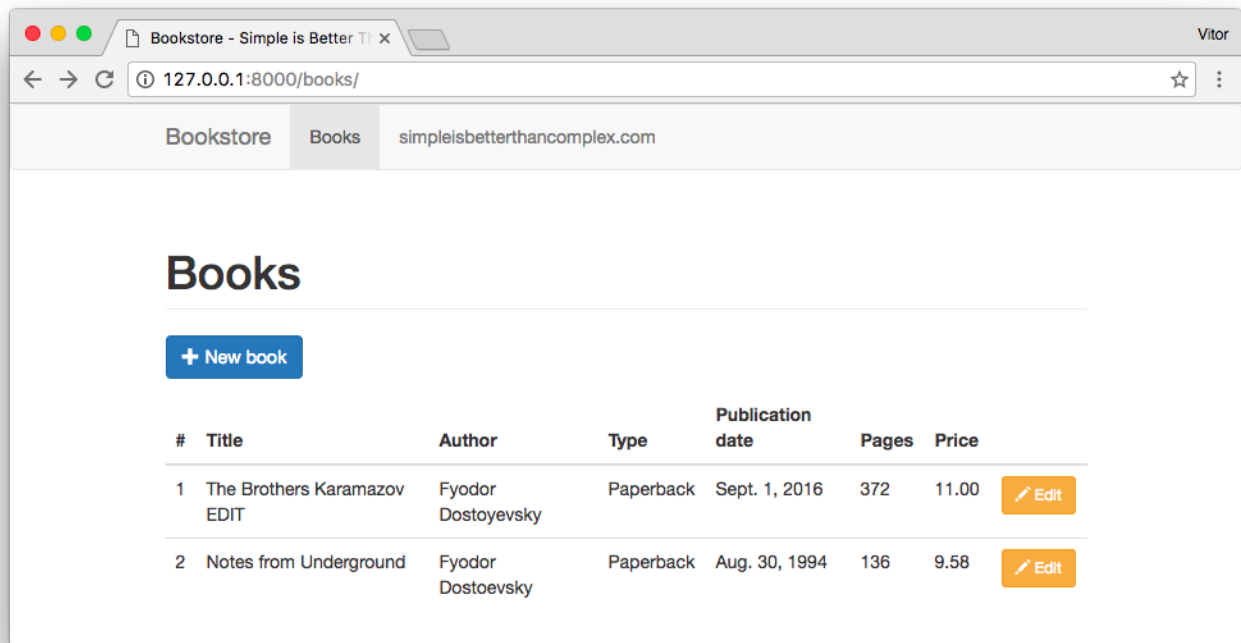 Bookstore - Simple is Better Th
Vitor
127.0.0.1:8000/books/
Bookstore Books simpleisbetterthancomplex.com
Books
New book
# Title Author Type Publication date Pages Price
1 The Brothers Karamazov EDIT Fyodor Dostoyevsky Paperback Sept. 1, 2016 372 11.00 Edit
2 Notes from Underground Fyodor Dostoevsky Paperback Aug. 30, 1994 136 9.58 Edit